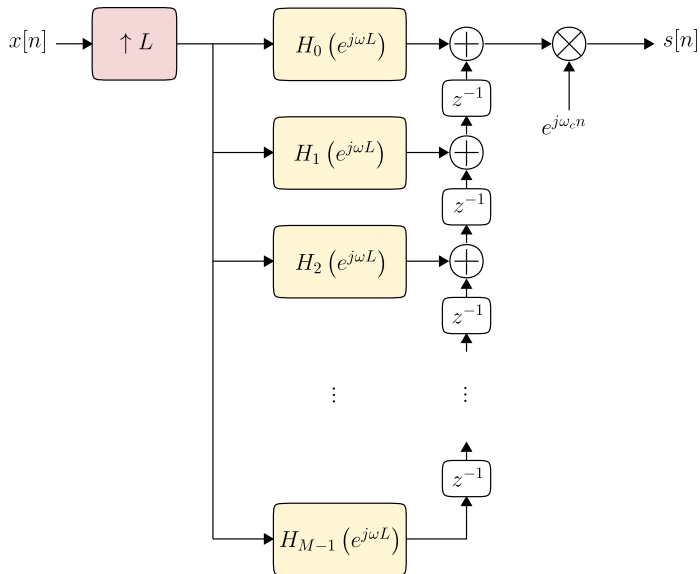 x[n]
↑ L
H_0 (e^{jωL})
s[n]
z^{-1}
e^{jω_c n}
H_1 (e^{jωL})
z^{-1}
H_2 (e^{jωL})
z^{-1}
⋮ ⋮
z^{-1}
H_{M−1} (e^{jωL})